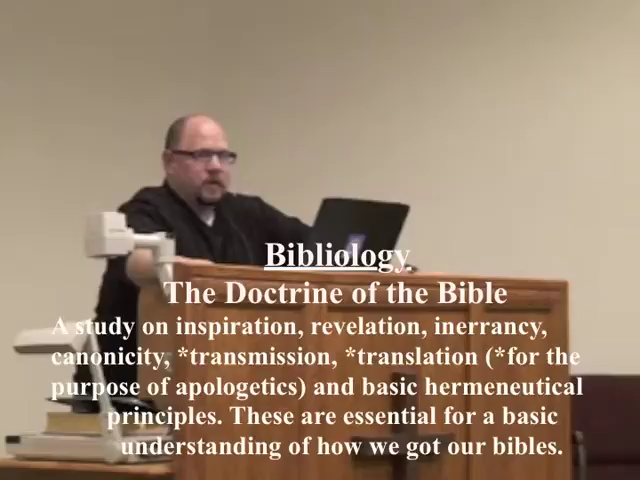 Bibliology
The Doctrine of the Bible
A study on inspiration, revelation, inerrancy,
canonicity, *transmission, *translation (*for the
purpose of apologetics) and basic hermeneutical
principles. These are essential for a basic
understanding of how we got our bibles.